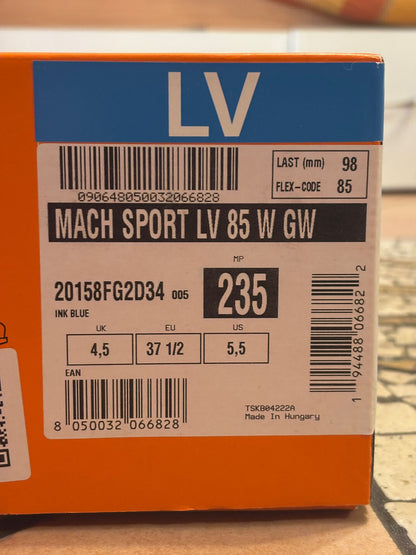 LV
LAST (mm) 98
FLEX-CODE 85
090648050032066828
MACH SPORT LV 85 W GW
MP
20158FG2D34 005 235
INK BLUE
UK EU US
4,5 37 1/2 5,5
EAN
8 050032 066828
TSKB04222A
Made In Hungary
1 94488 06682 2